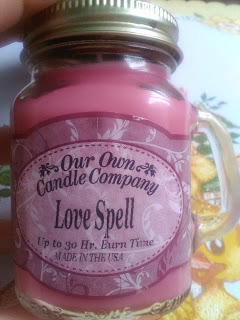 Our Own
Candle Company
Love Spell
Up to 30 Hr. Burn Time
MADE IN THE USA